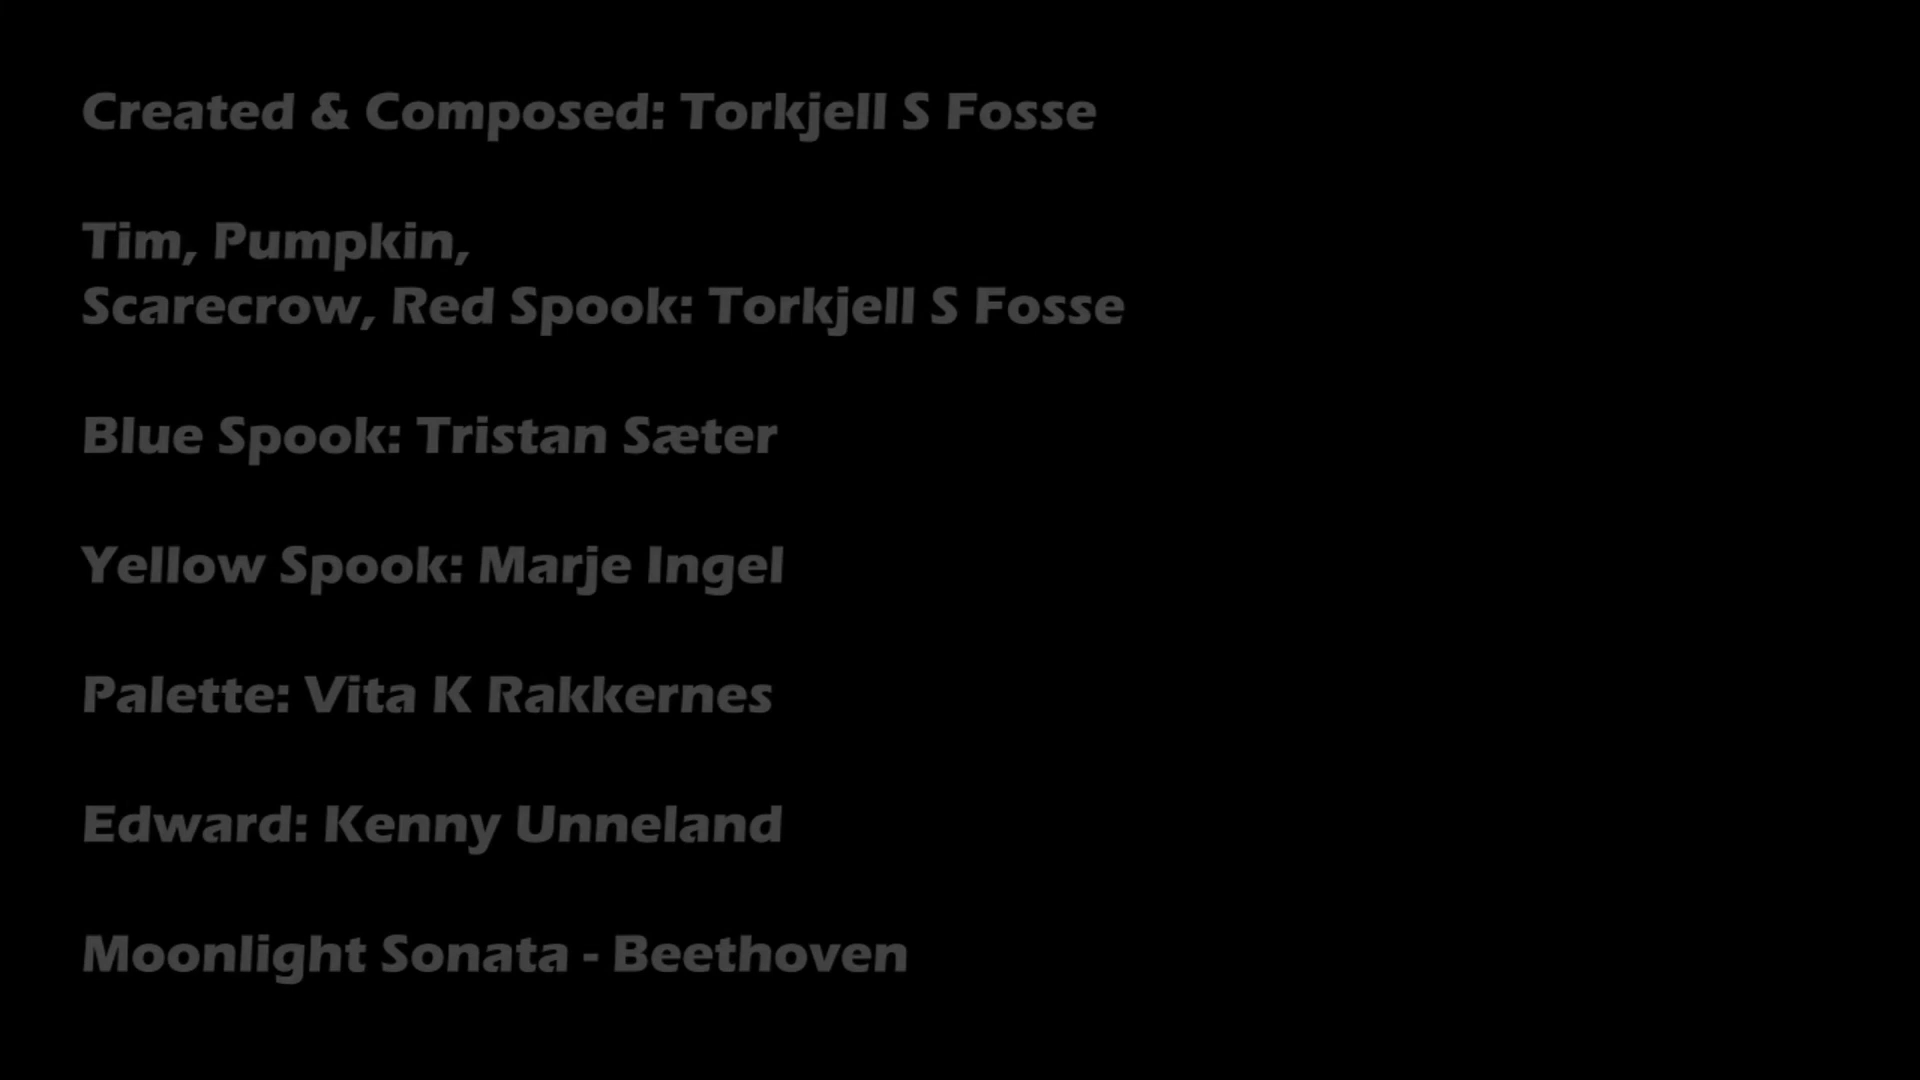 Created & Composed: Torkjell S Fosse
Tim, Pumpkin,
Scarecrow, Red Spook: Torkjell S Fosse
Blue Spook: Tristan Sæter
Yellow Spook: Marje Ingel
Palette: Vita K Rakkernes
Edward: Kenny Unneland
Moonlight Sonata - Beethoven